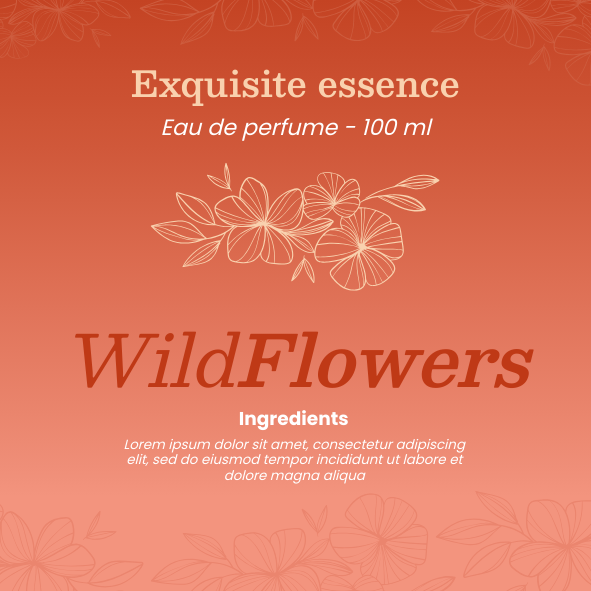 Exquisite essence
Eau de perfume - 100 ml
WildFlowers
Ingredients
Lorem ipsum dolor sit amet, consectetur adipiscing
elit, sed do eiusmod tempor incididunt ut labore et
dolore magna aliqua